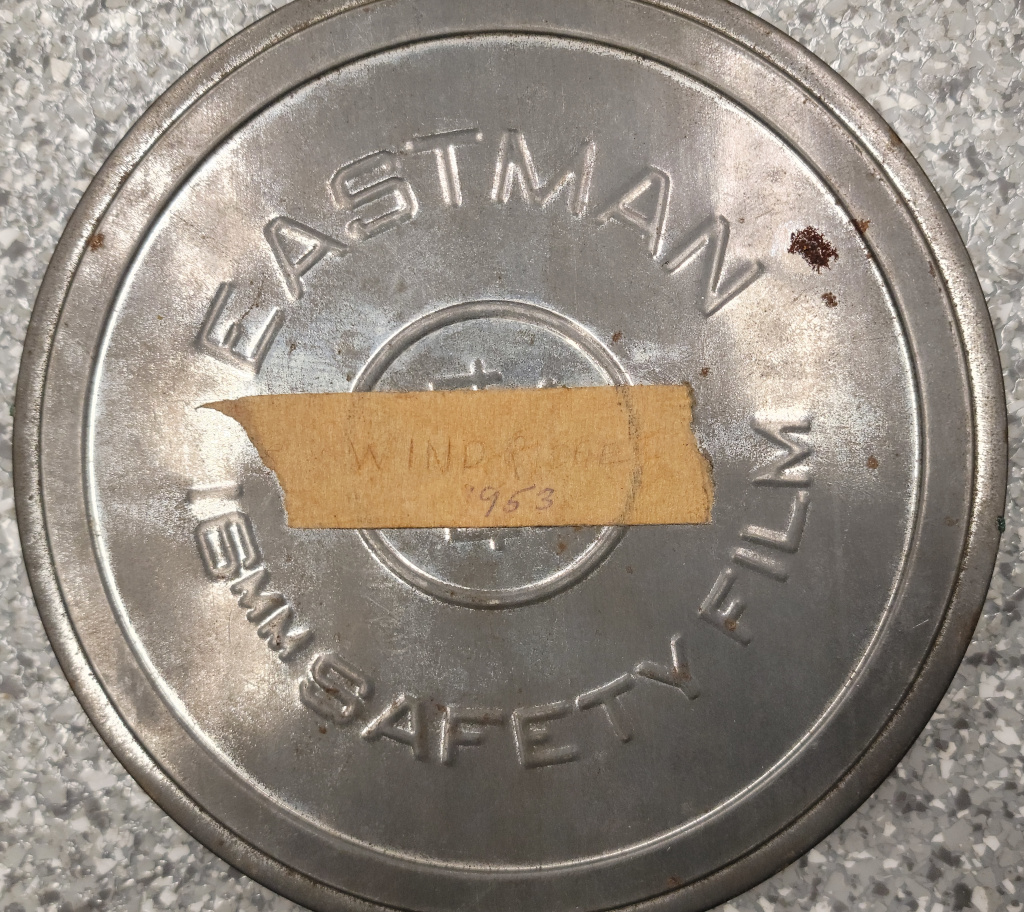 EASTMAN
WIND
1953
16MM SAFETY FILM